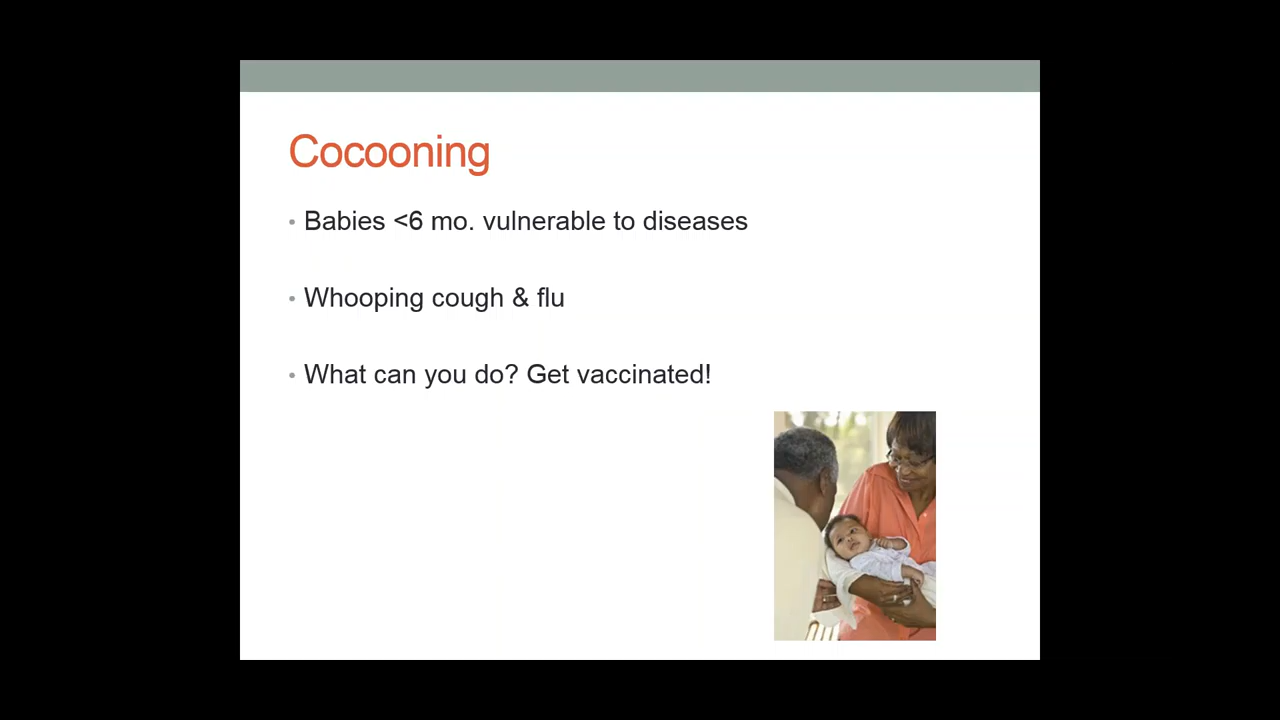 Cocooning
• Babies <6 mo. vulnerable to diseases
• Whooping cough & flu
• What can you do? Get vaccinated!